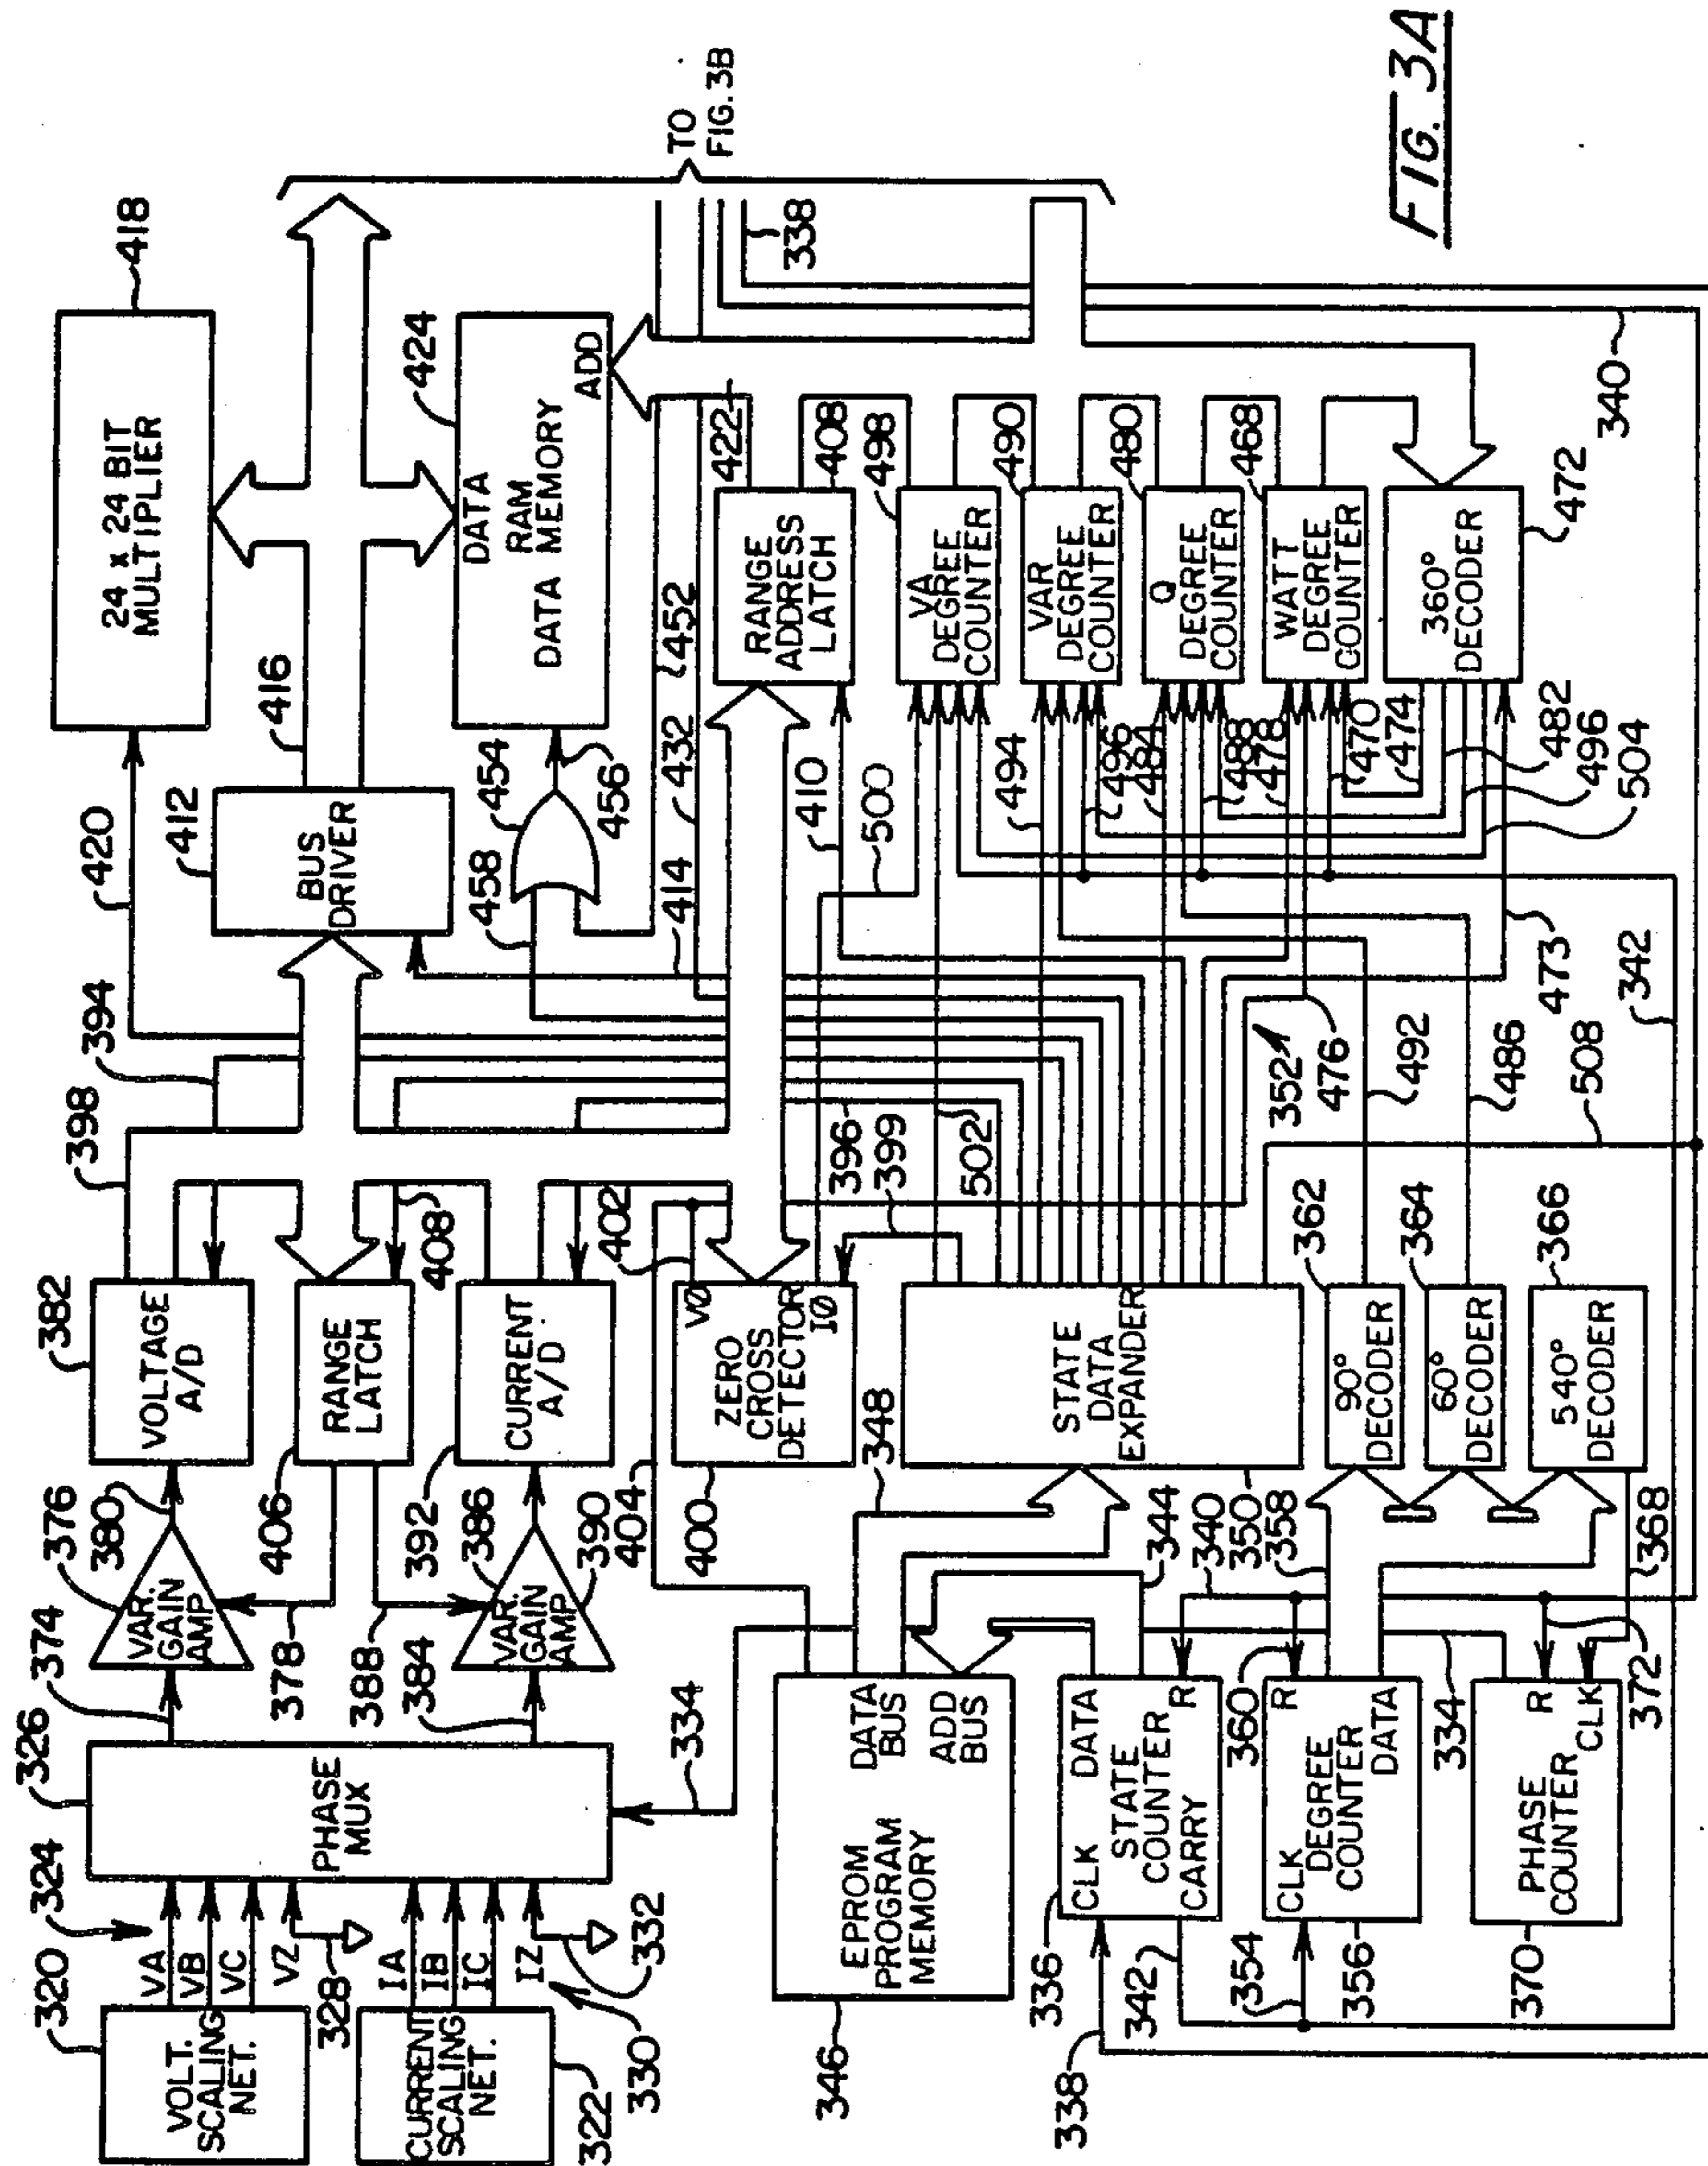 320
324
326
374
376
380
382
398
394
420
412
416
418
VOLT.
SCALING
NET.
VA
VB
VC
VZ
328
PHASE
MUX
VAR.
GAIN
AMP
378
VOLTAGE
A/D
BUS
DRIVER
24 x 24 BIT
MULTIPLIER
CURRENT
SCALING
NET.
322
IA
IB
IC
IZ
330
332
334
384
388
VAR.
GAIN
AMP
386
390
392
406
RANGE
LATCH
408
CURRENT
A/D
402
458
454
456
414
432
452
DATA
RAM
DATA MEMORY
ADD
424
TO
FIG. 3B
338
404
400
VØ
ZERO
CROSS
DETECTOR
IØ
396
399
410
500
RANGE
ADDRESS
LATCH
422
408
346
EPROM
PROGRAM
MEMORY
DATA
BUS
ADD
BUS
348
STATE
DATA
EXPANDER
350
502
494
VA
DEGREE
COUNTER
498
VAR
DEGREE
COUNTER
490
496
484
Q
DEGREE
COUNTER
480
488
478
WATT
DEGREE
COUNTER
468
470
474
360°
DECODER
472
482
496
504
473
336
338
CLK
DATA
STATE
COUNTER
CARRY
R
342
344
340
358
352
476
492
486
508
342
340
354
356
CLK
R
DEGREE
COUNTER
DATA
360
334
362
90°
DECODER
364
60°
DECODER
366
540°
DECODER
368
370
PHASE
COUNTER
R
CLK
372
FIG. 3A